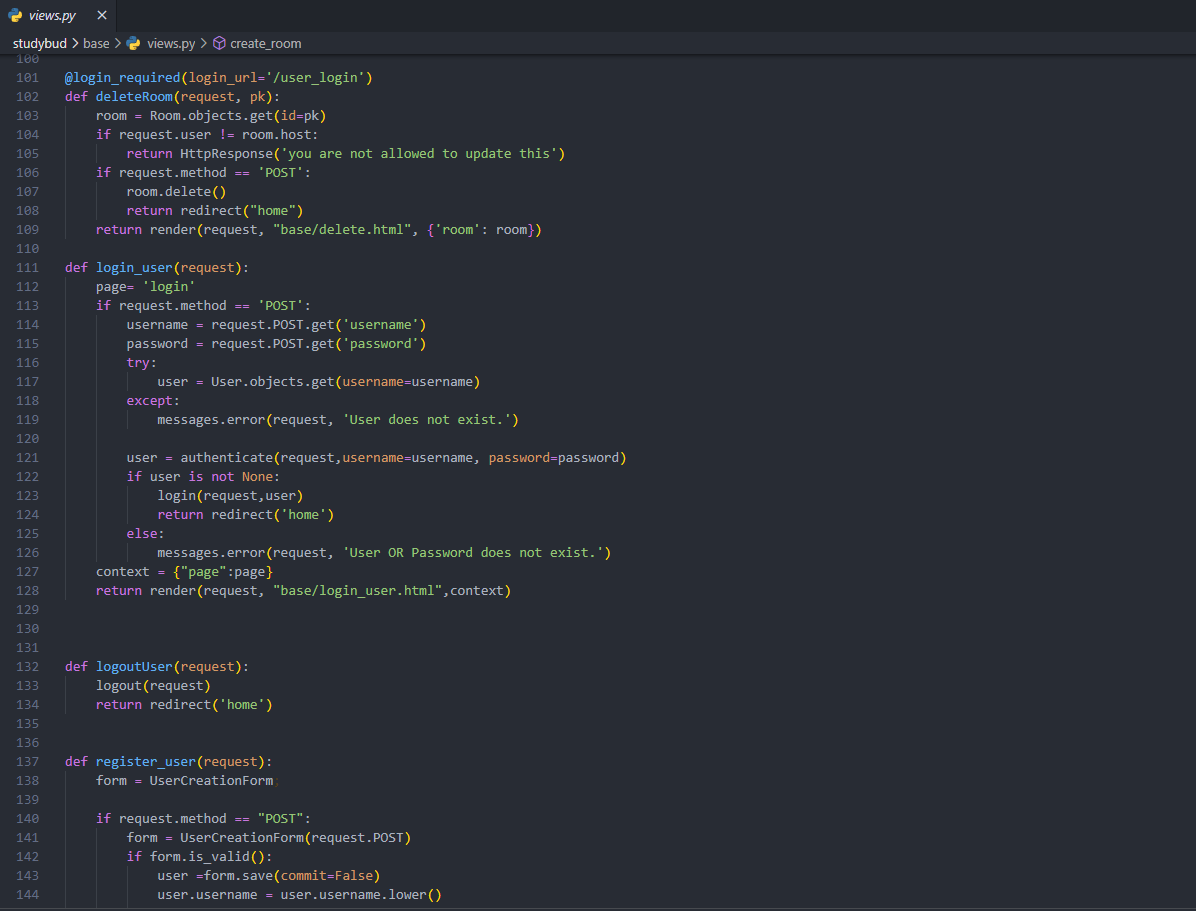 views.py ×
studybud > base > views.py > create_room
100
101 @login_required(login_url='/user_login')
102 def deleteRoom(request, pk):
103     room = Room.objects.get(id=pk)
104     if request.user != room.host:
105         return HttpResponse('you are not allowed to update this')
106     if request.method == 'POST':
107         room.delete()
108         return redirect("home")
109     return render(request, "base/delete.html", {'room': room})
110
111 def login_user(request):
112     page= 'login'
113     if request.method == 'POST':
114         username = request.POST.get('username')
115         password = request.POST.get('password')
116         try:
117             user = User.objects.get(username=username)
118         except:
119             messages.error(request, 'User does not exist.')
120
121         user = authenticate(request,username=username, password=password)
122         if user is not None:
123             login(request,user)
124             return redirect('home')
125         else:
126             messages.error(request, 'User OR Password does not exist.')
127     context = {"page":page}
128     return render(request, "base/login_user.html",context)
129
130
131
132 def logoutUser(request):
133     logout(request)
134     return redirect('home')
135
136
137 def register_user(request):
138     form = UserCreationForm
139
140     if request.method == "POST":
141         form = UserCreationForm(request.POST)
142         if form.is_valid():
143             user =form.save(commit=False)
144             user.username = user.username.lower()